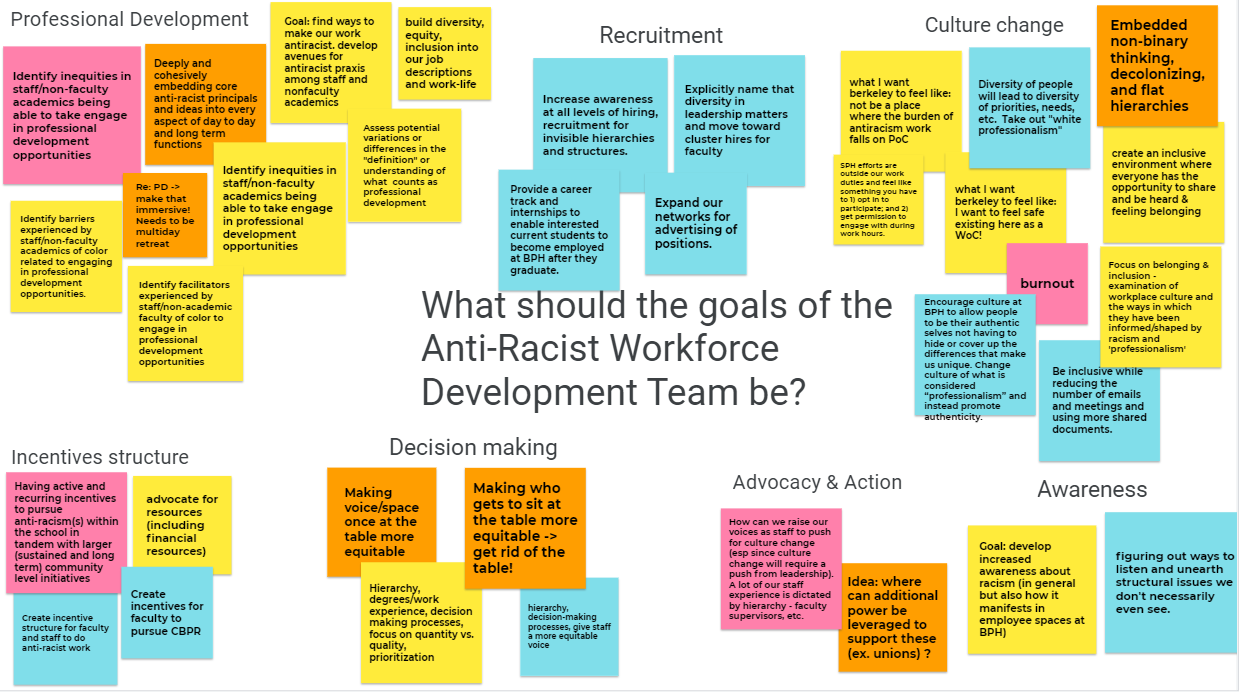 Professional Development
Identify inequities in
staff/non-faculty
academics being
able to take engage
in professional
development
opportunities
Deeply and
cohesively
embedding core
anti-racist principals
and ideas into every
aspect of day to day
and long term
functions
Goal: find ways to
make our work
antiracist. develop
avenues for
antiracist praxis
among staff and
nonfaculty
academics
build diversity,
equity,
inclusion into
our job
descriptions
and work-life
Assess potential
variations or
differences in the
"definition" or
understanding of
what counts as
professional
development
Identify inequities in
staff/non-faculty
academics being
able to take engage
in professional
development
opportunities
Re: PD ->
make that
immersive!
Needs to be
multiday
retreat
Identify barriers
experienced by
staff/non-faculty
academics of color
related to engaging
in professional
development
opportunities.
Identify facilitators
experienced by
staff/non-academic
faculty of color to
engage in
professional
development
opportunities
Recruitment
Increase awareness
at all levels of hiring,
recruitment for
invisible hierarchies
and structures.
Explicitly name that
diversity in
leadership matters
and move toward
cluster hires for
faculty
Provide a career
track and
internships to
enable interested
current students to
become employed
at BPH after they
graduate.
Expand our
networks for
advertising of
positions.
Culture change
what I want
berkeley to feel like:
not be a place
where the burden of
antiracism work
falls on PoC
Diversity of people
will lead to diversity
of priorities, needs,
etc. Take out "white
professionalism"
Embedded
non-binary
thinking,
decolonizing,
and flat
hierarchies
SPH efforts are
outside our work
duties and feel like
something you have
to 1) opt in to
participate; and 2)
get permission to
engage with during
work hours.
what I want
berkeley to feel like:
I want to feel safe
existing here as a
WoC!
create an inclusive
environment where
everyone has the
opportunity to share
and be heard &
feeling belonging
burnout
Focus on belonging &
inclusion -
examination of
workplace culture and
the ways in which
they have been
informed/shaped by
racism and
'professionalism'
Encourage culture at
BPH to allow people
to be their authentic
selves not having to
hide or cover up the
differences that make
us unique. Change
culture of what is
considered
“professionalism” and
instead promote
authenticity.
Be inclusive while
reducing the
number of emails
and meetings and
using more shared
documents.
What should the goals of the
Anti-Racist Workforce
Development Team be?
Incentives structure
Having active and
recurring incentives
to pursue
anti-racism(s) within
the school in
tandem with larger
(sustained and long
term) community
level initiatives
advocate for
resources
(including
financial
resources)
Create incentive
structure for faculty
and staff to do
anti-racist work
Create
incentives for
faculty to
pursue CBPR
Decision making
Making
voice/space
once at the
table more
equitable
Making who
gets to sit at
the table more
equitable ->
get rid of the
table!
Hierarchy,
degrees/work
experience, decision
making processes,
focus on quantity vs.
quality,
prioritization
hierarchy,
decision-making
processes, give staff
a more equitable
voice
Advocacy & Action
How can we raise our
voices as staff to push
for culture change
(esp since culture
change will require a
push from leadership).
A lot of our staff
experience is dictated
by hierarchy - faculty
supervisors, etc.
Idea: where
can additional
power be
leveraged to
support these
(ex. unions) ?
Awareness
Goal: develop
increased
awareness about
racism (in general
but also how it
manifests in
employee spaces at
BPH)
figuring out ways to
listen and unearth
structural issues we
don't necessarily
even see.